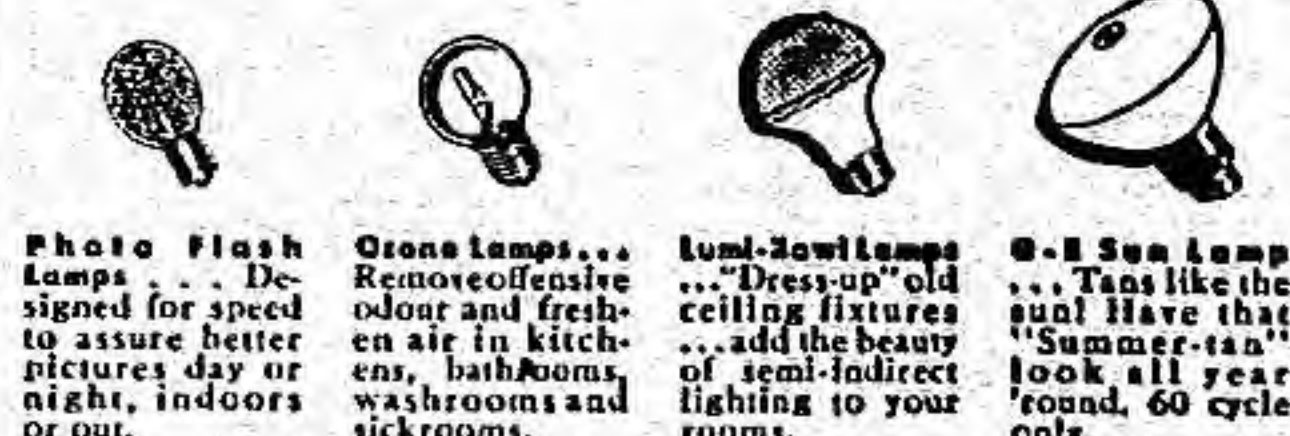 Photo Flash
Lamps . . . De-
signed for speed
to assure better
pictures day or
night, indoors
or out.
Ozone Lamps...
Remove offensive
odour and fresh-
en air in kitch-
ens, bathrooms,
washrooms and
sickrooms.
Lumi-Bowl Lamps
..."Dress-up" old
ceiling fixtures
...add the beauty
of semi-indirect
lighting to your
rooms.
Sun Lamp
... Tans like the
sun! Have that
"Summer-tan"
look all year
'round. 60 cycle
only.